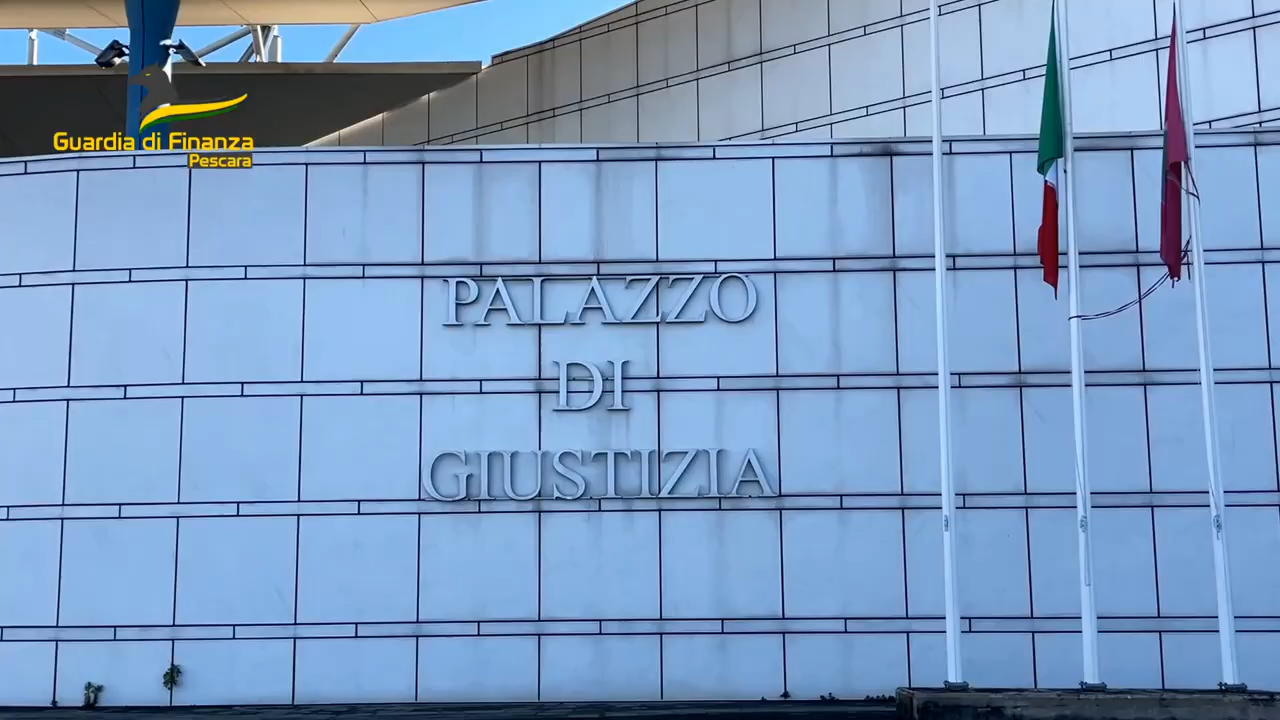 Guardia di Finanza
Pescara
PALAZZO
DI
GIUSTIZIA